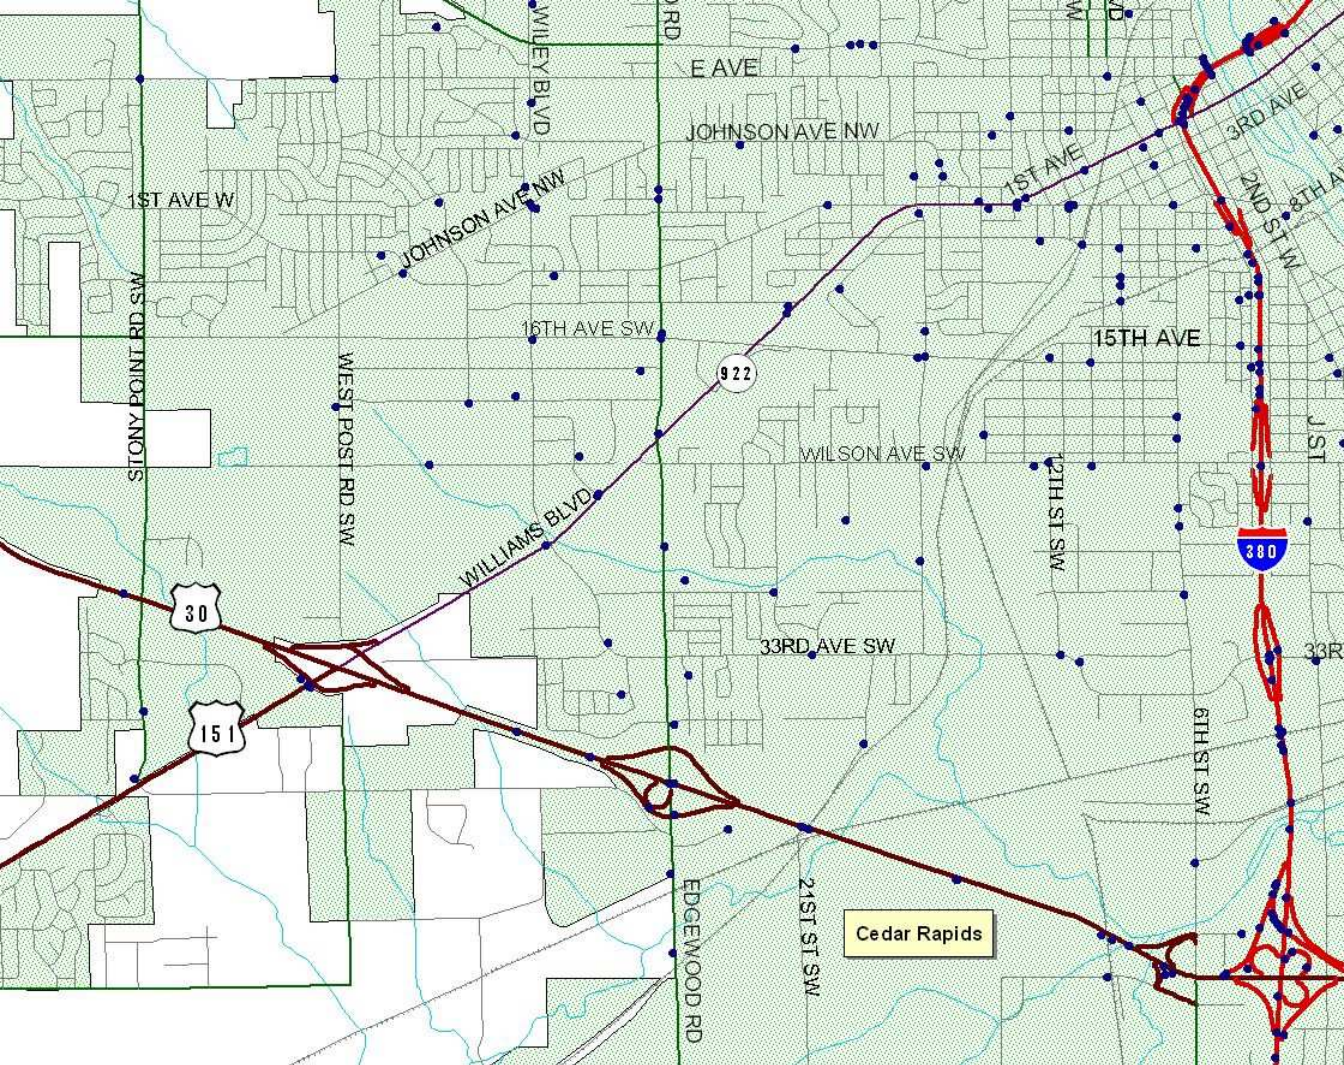 WILEY BLVD
E AVE
JOHNSON AVE NW
3RD AVE
1ST AVE
1ST AVE W
JOHNSON AVE NW
2ND ST W
STONY POINT RD SW
16TH AVE SW
15TH AVE
WEST POST RD SW
922
J ST
WILSON AVE SW
12TH ST SW
WILLIAMS BLVD
380
30
33RD AVE SW
33R
151
6TH ST SW
EDGEWOOD RD
21ST ST SW
Cedar Rapids